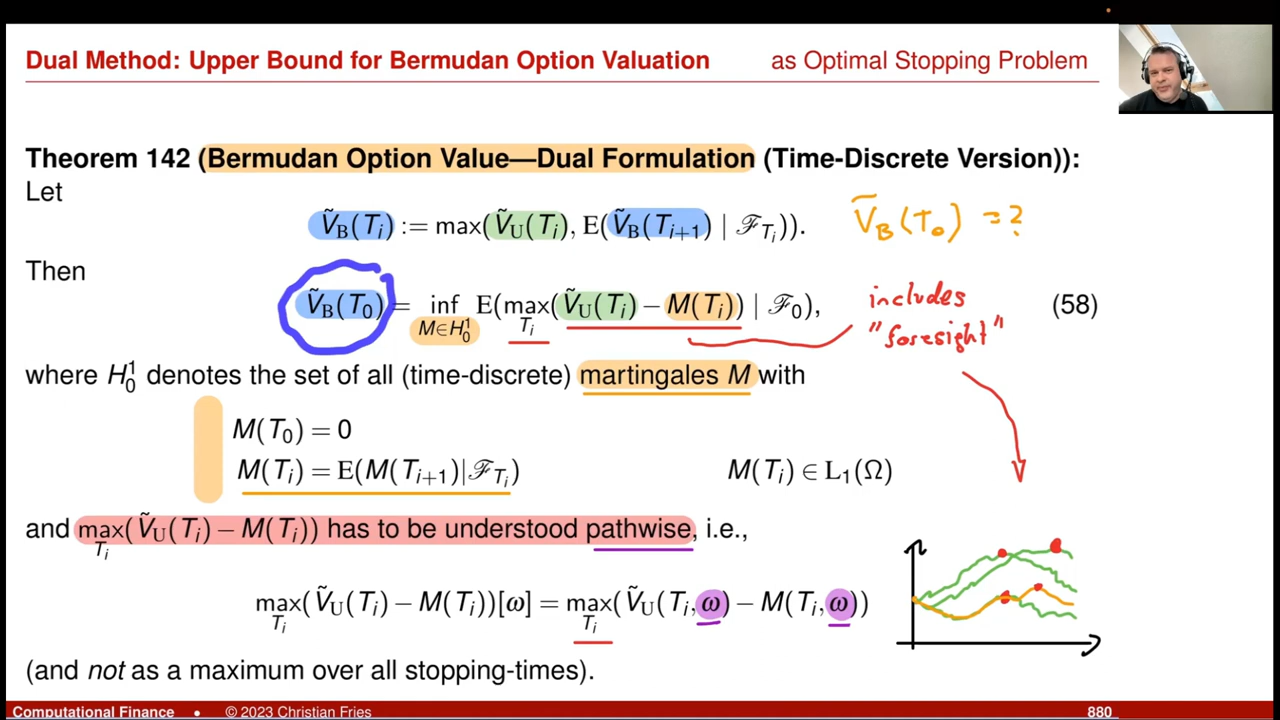 Dual Method: Upper Bound for Bermudan Option Valuation as Optimal Stopping Problem
Theorem 142 (Bermudan Option Value—Dual Formulation (Time-Discrete Version)):
Let
Ṽ_B(T_i) := max(Ṽ_U(T_i), E(Ṽ_B(T_{i+1}) | ℱ_{T_i})). Ṽ_B(T_0) = ?
Then
Ṽ_B(T_0) = inf_{M∈H_0^1} E(max_{T_i}(Ṽ_U(T_i) − M(T_i)) | ℱ_0), (58)
includes
"foresight"
where H_0^1 denotes the set of all (time-discrete) martingales M with
M(T_0) = 0
M(T_i) = E(M(T_{i+1})|ℱ_{T_i}) M(T_i) ∈ L_1(Ω)
and max_{T_i}(Ṽ_U(T_i) − M(T_i)) has to be understood pathwise, i.e.,
max_{T_i}(Ṽ_U(T_i) − M(T_i))[ω] = max_{T_i}(Ṽ_U(T_i, ω) − M(T_i, ω))
(and not as a maximum over all stopping-times).
Computational Finance • © 2023 Christian Fries 880